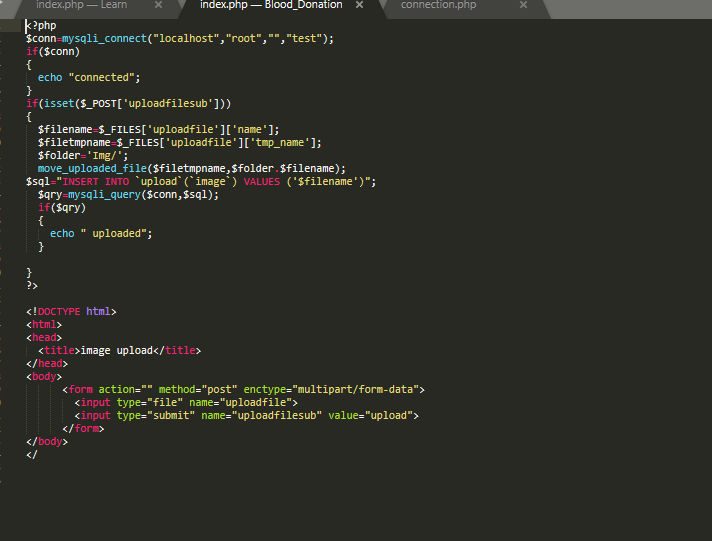 index.php — Learn × index.php — Blood_Donation × connection.php ×
<?php
$conn=mysqli_connect("localhost","root","","test");
if($conn)
{
  echo "connected";
}
if(isset($_POST['uploadfilesub']))
{
  $filename=$_FILES['uploadfile']['name'];
  $filetmpname=$_FILES['uploadfile']['tmp_name'];
  $folder='Img/';
  move_uploaded_file($filetmpname,$folder.$filename);
$sql="INSERT INTO `upload`(`image`) VALUES ('$filename')";
  $qry=mysqli_query($conn,$sql);
  if($qry)
  {
    echo " uploaded";
  }
}
?>
<!DOCTYPE html>
<html>
<head>
  <title>image upload</title>
</head>
<body>
      <form action="" method="post" enctype="multipart/form-data">
        <input type="file" name="uploadfile">
        <input type="submit" name="uploadfilesub" value="upload">
      </form>
</body>
</